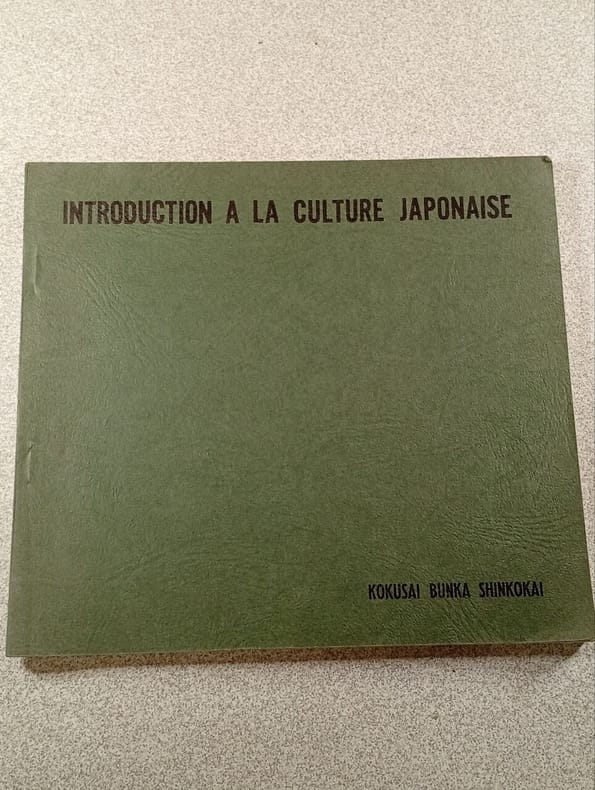 INTRODUCTION A LA CULTURE JAPONAISE
KOKUSAI BUNKA SHINKOKAI